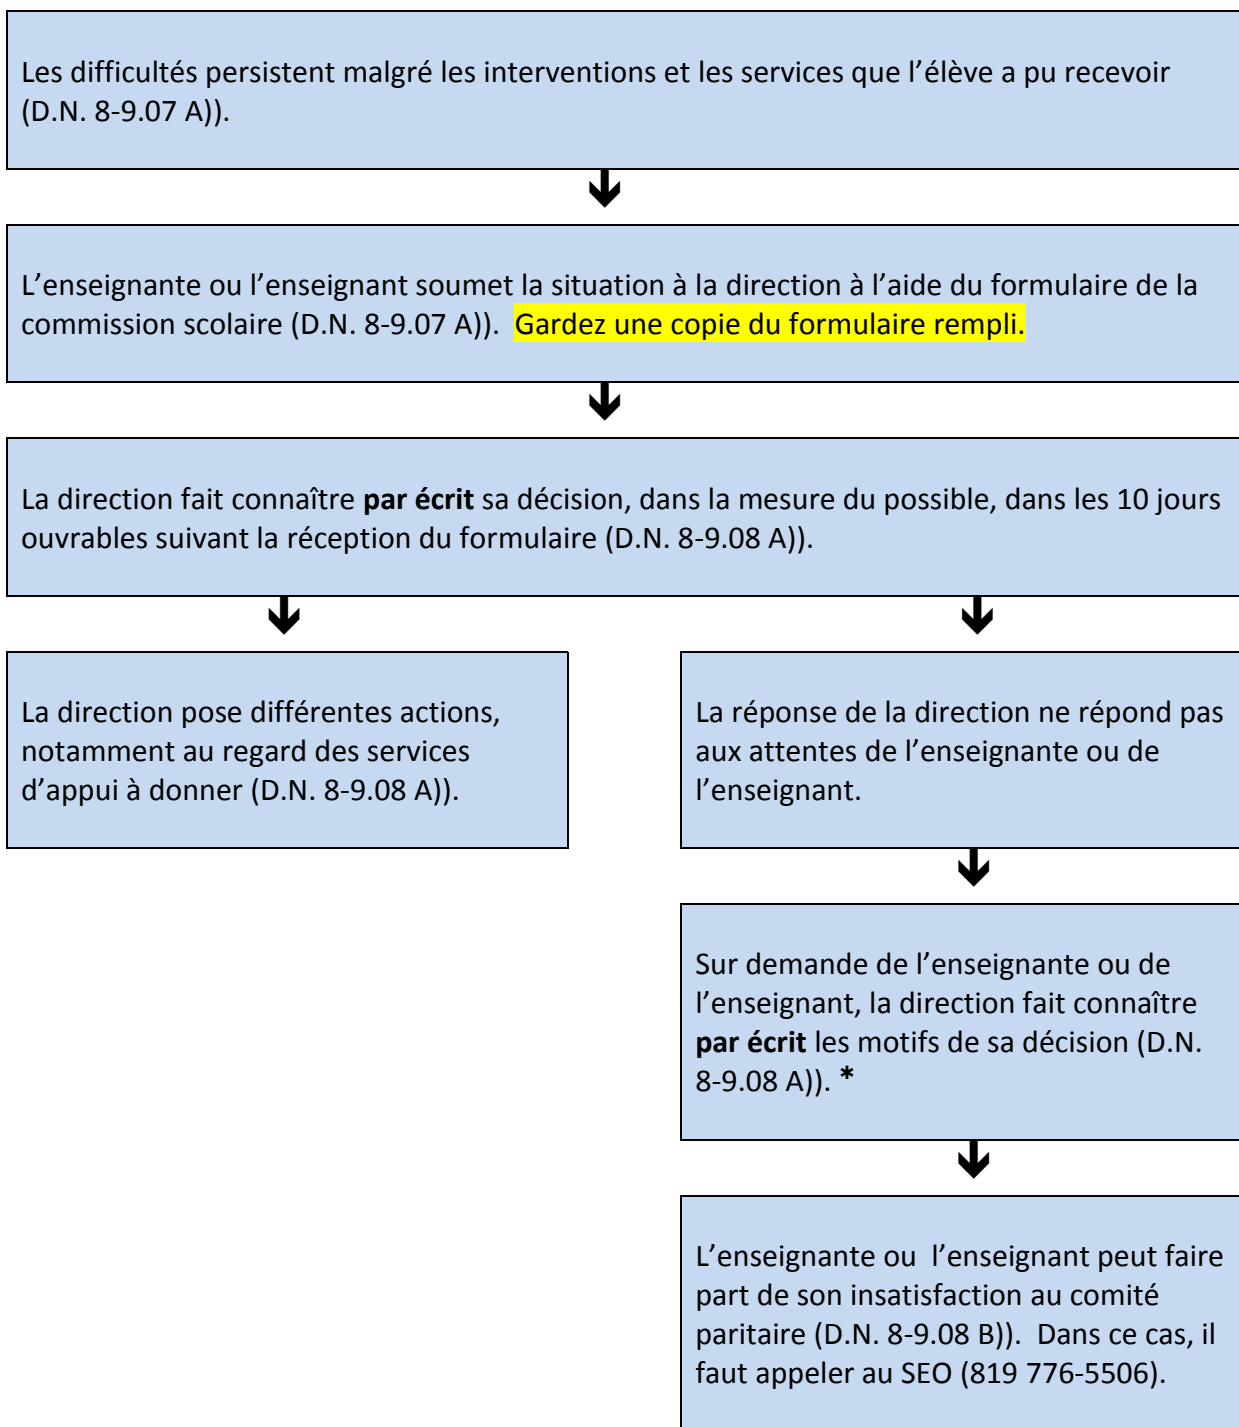 Les difficultés persistent malgré les interventions et les services que l’élève a pu recevoir
(D.N. 8-9.07 A)).
L’enseignante ou l’enseignant soumet la situation à la direction à l’aide du formulaire de la
commission scolaire (D.N. 8-9.07 A)).  Gardez une copie du formulaire rempli.
La direction fait connaître par écrit sa décision, dans la mesure du possible, dans les 10 jours
ouvrables suivant la réception du formulaire (D.N. 8-9.08 A)).
La direction pose différentes actions,
notamment au regard des services
d’appui à donner (D.N. 8-9.08 A)).
La réponse de la direction ne répond pas
aux attentes de l’enseignante ou de
l’enseignant.
Sur demande de l’enseignante ou de
l’enseignant, la direction fait connaître
par écrit les motifs de sa décision (D.N.
8-9.08 A)). *
L’enseignante ou  l’enseignant peut faire
part de son insatisfaction au comité
paritaire (D.N. 8-9.08 B)).  Dans ce cas, il
faut appeler au SEO (819 776-5506).